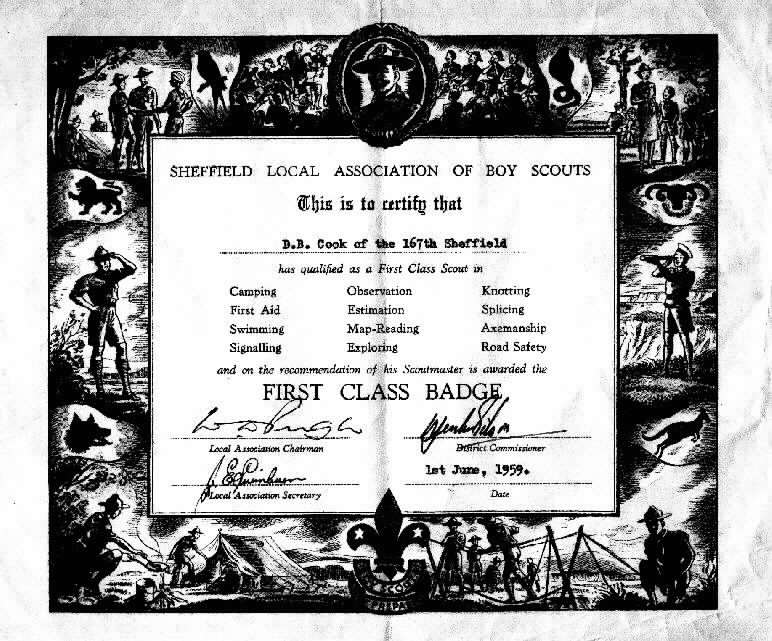 SHEFFIELD LOCAL ASSOCIATION OF BOY SCOUTS
This is to certify that
D.B. Cook of the 167th Sheffield
has qualified as a First Class Scout in
Camping Observation Knotting
First Aid Estimation Splicing
Swimming Map-Reading Axemanship
Signalling Exploring Road Safety
and on the recommendation of his Scoutmaster is awarded the
FIRST CLASS BADGE
Local Association Chairman District Commissioner
1st June, 1959.
Local Association Secretary Date